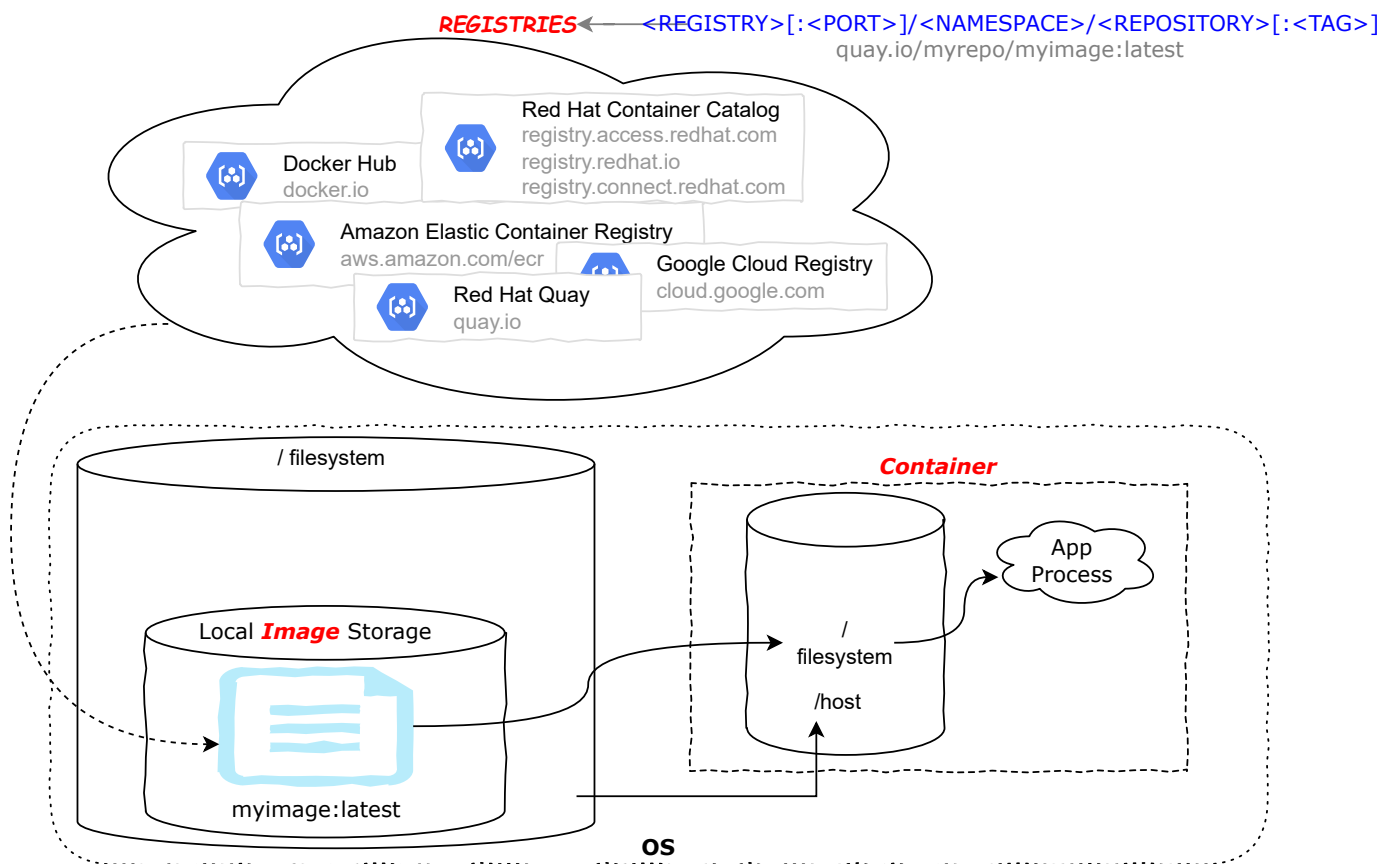 REGISTRIES
<REGISTRY>[:<PORT>]/<NAMESPACE>/<REPOSITORY>[:<TAG>]
quay.io/myrepo/myimage:latest
Red Hat Container Catalog
registry.access.redhat.com
registry.redhat.io
registry.connect.redhat.com
Docker Hub
docker.io
Amazon Elastic Container Registry
aws.amazon.com/ecr
Google Cloud Registry
cloud.google.com
Red Hat Quay
quay.io
/ filesystem
Container
App
Process
Local Image Storage
/
filesystem
/host
myimage:latest
OS